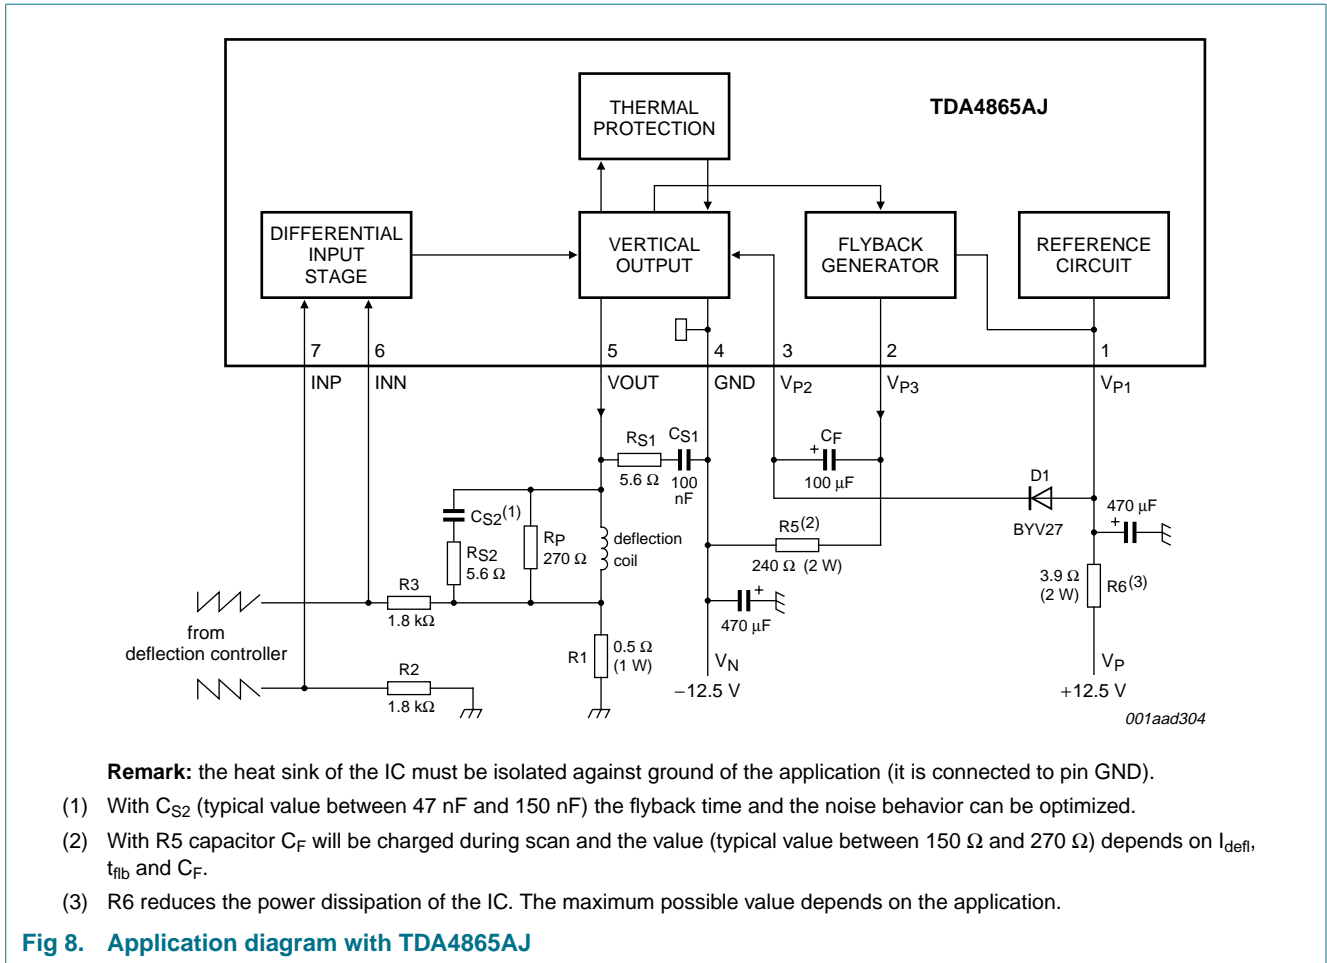 TDA4865AJ
THERMAL
PROTECTION
DIFFERENTIAL
INPUT
STAGE
VERTICAL
OUTPUT
FLYBACK
GENERATOR
REFERENCE
CIRCUIT
7 6 5 4 3 2 1
INP INN VOUT GND VP2 VP3 VP1
RS1 CS1
5.6 Ω 100
nF
+ CF
100 μF
D1
BYV27
470 μF
+
CS2(1)
RS2
5.6 Ω
RP
270 Ω
deflection
coil
R5(2)
240 Ω (2 W)
3.9 Ω
(2 W)
R6(3)
R3
1.8 kΩ
+
470 μF
from
deflection controller
R1
0.5 Ω
(1 W)
R2
1.8 kΩ
VN
−12.5 V
VP
+12.5 V
001aad304
Remark: the heat sink of the IC must be isolated against ground of the application (it is connected to pin GND).
(1) With CS2 (typical value between 47 nF and 150 nF) the flyback time and the noise behavior can be optimized.
(2) With R5 capacitor CF will be charged during scan and the value (typical value between 150 Ω and 270 Ω) depends on Idefl,
tflb and CF.
(3) R6 reduces the power dissipation of the IC. The maximum possible value depends on the application.
Fig 8. Application diagram with TDA4865AJ